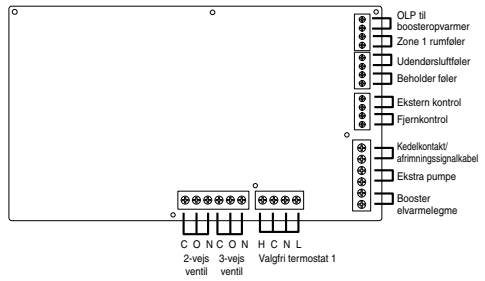 OLP til
boosteropvarmer
Zone 1 rumføler
Udendørsluftføler
Beholder føler
Ekstern kontrol
Fjernkontrol
Kedelkontakt/
afrimningssignalkabel
Ekstra pumpe
Booster
elvarmelegme
C O N C O N H C N L
2-vejs 3-vejs Valgfri termostat 1
ventil ventil